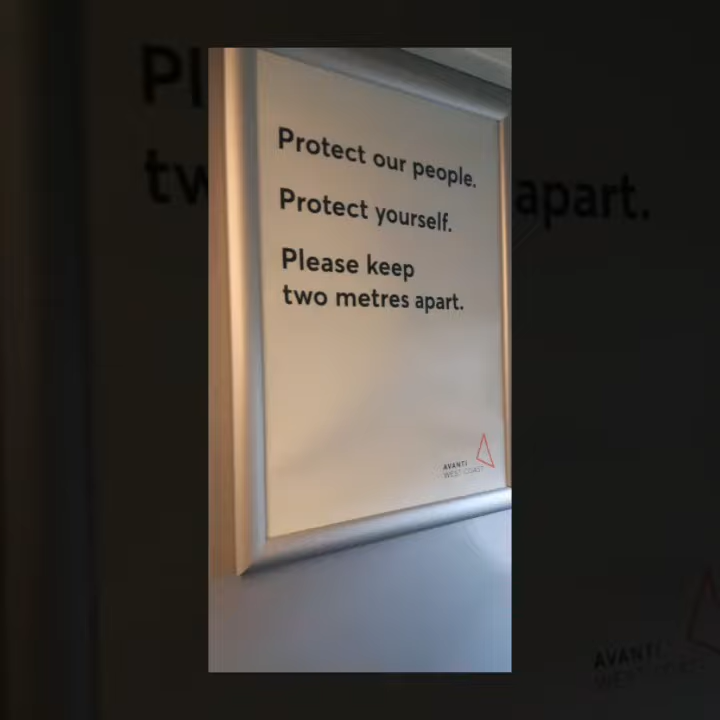 Protect our people.
Protect yourself.
Please keep
two metres apart.
AVANTI
WEST COAST